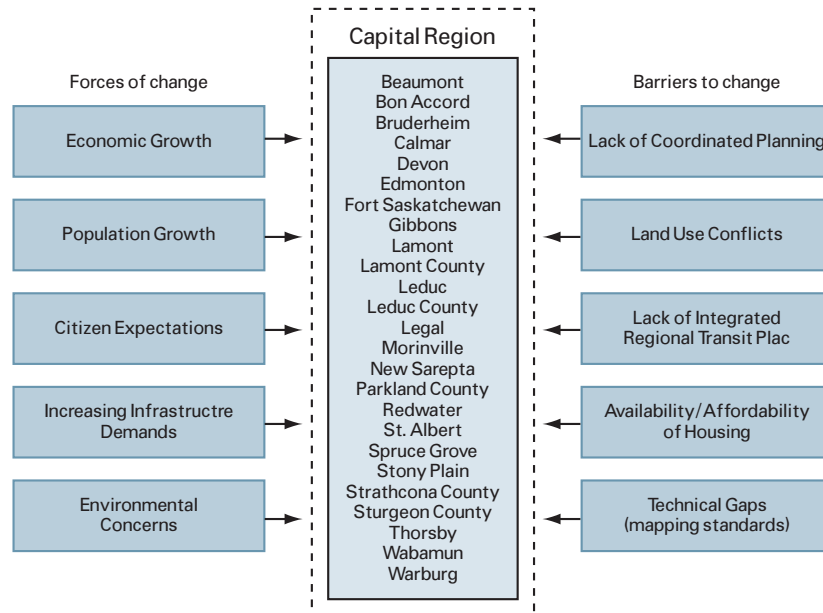 Capital Region
Forces of change
Economic Growth
Population Growth
Citizen Expectations
Increasing Infrastructre
Demands
Environmental
Concerns
Beaumont
Bon Accord
Bruderheim
Calmar
Devon
Edmonton
Fort Saskatchewan
Gibbons
Lamont
Lamont County
Leduc
Leduc County
Legal
Morinville
New Sarepta
Parkland County
Redwater
St. Albert
Spruce Grove
Stony Plain
Strathcona County
Sturgeon County
Thorsby
Wabamun
Warburg
Barriers to change
Lack of Coordinated Planning
Land Use Conflicts
Lack of Integrated
Regional Transit Plac
Availability/Affordability
of Housing
Technical Gaps
(mapping standards)